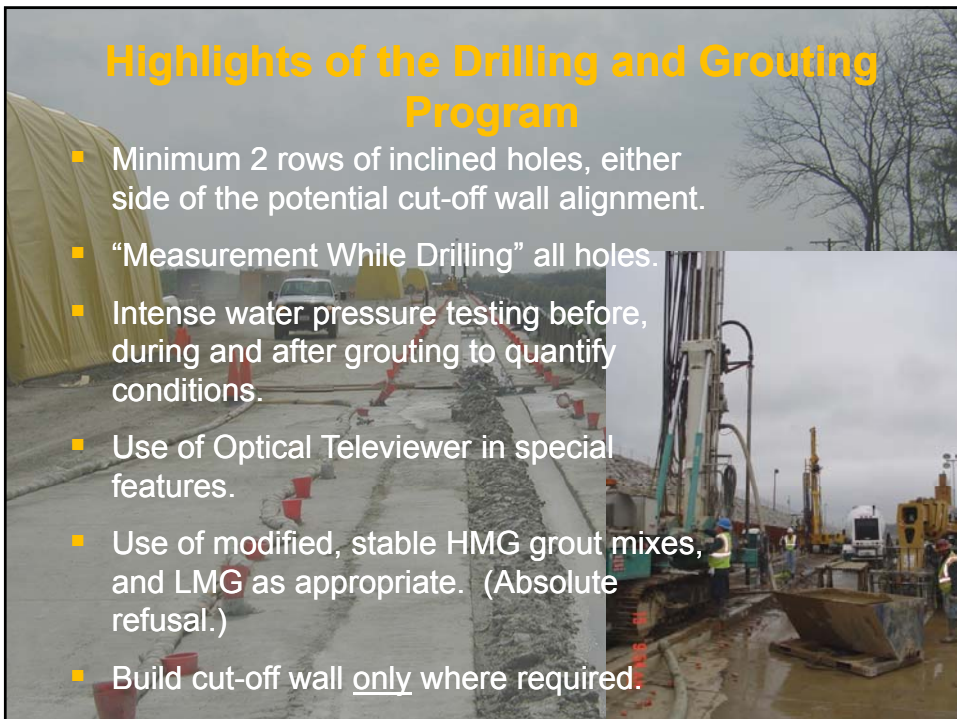 Highlights of the Drilling and Grouting
Program
▪ Minimum 2 rows of inclined holes, either
side of the potential cut-off wall alignment.
▪ “Measurement While Drilling” all holes.
▪ Intense water pressure testing before,
during and after grouting to quantify
conditions.
▪ Use of Optical Televiewer in special
features.
▪ Use of modified, stable HMG grout mixes,
and LMG as appropriate.  (Absolute
refusal.)
▪ Build cut-off wall only where required.